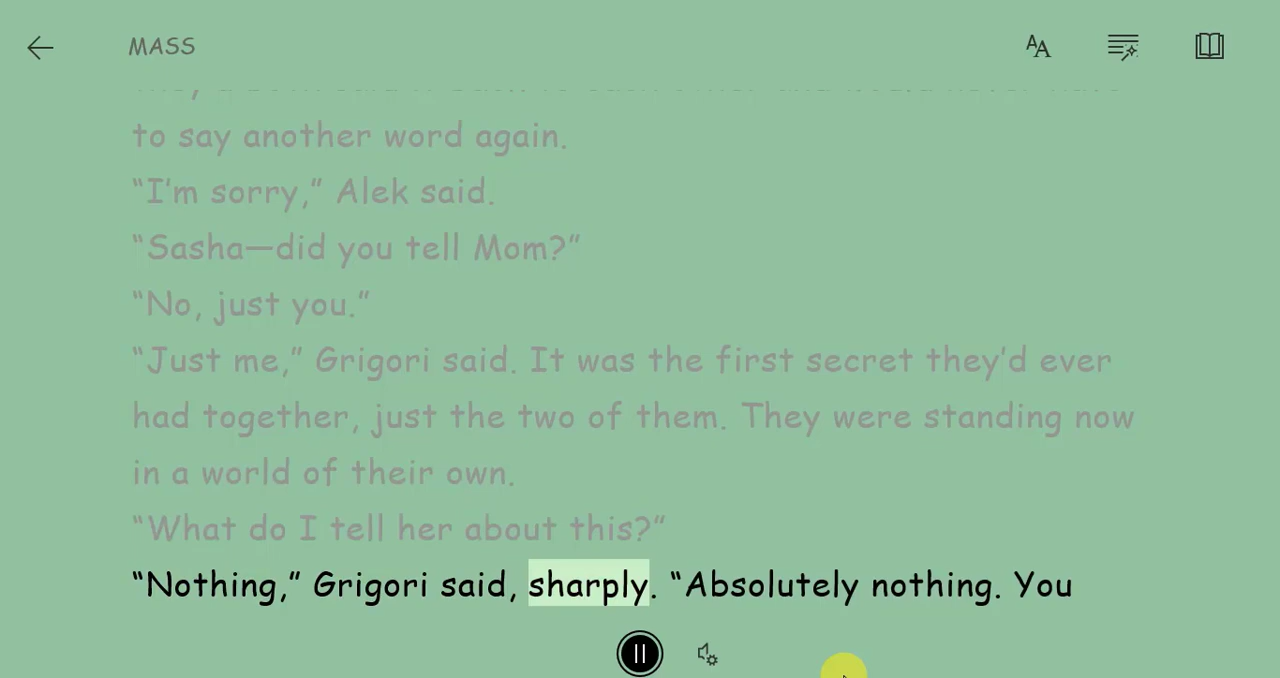 MASS
AA
to say another word again.
“I’m sorry,” Alek said.
“Sasha—did you tell Mom?”
“No, just you.”
“Just me,” Grigori said. It was the first secret they’d ever
had together, just the two of them. They were standing now
in a world of their own.
“What do I tell her about this?”
“Nothing,” Grigori said, sharply. “Absolutely nothing. You